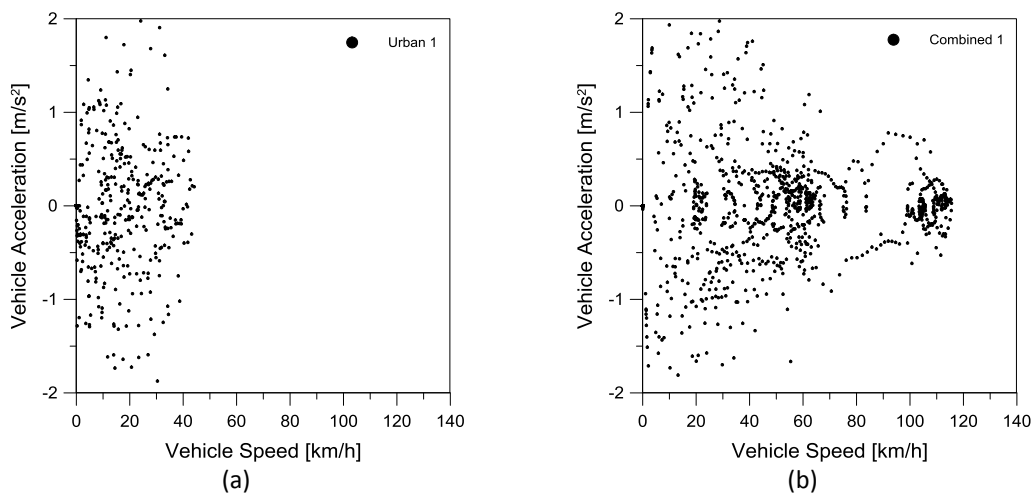 2
1
0
-1
-2
Vehicle Acceleration [m/s²]
0 20 40 60 80 100 120 140
Vehicle Speed [km/h]
Urban 1
(a)
2
1
0
-1
-2
Vehicle Acceleration [m/s²]
0 20 40 60 80 100 120 140
Vehicle Speed [km/h]
Combined 1
(b)